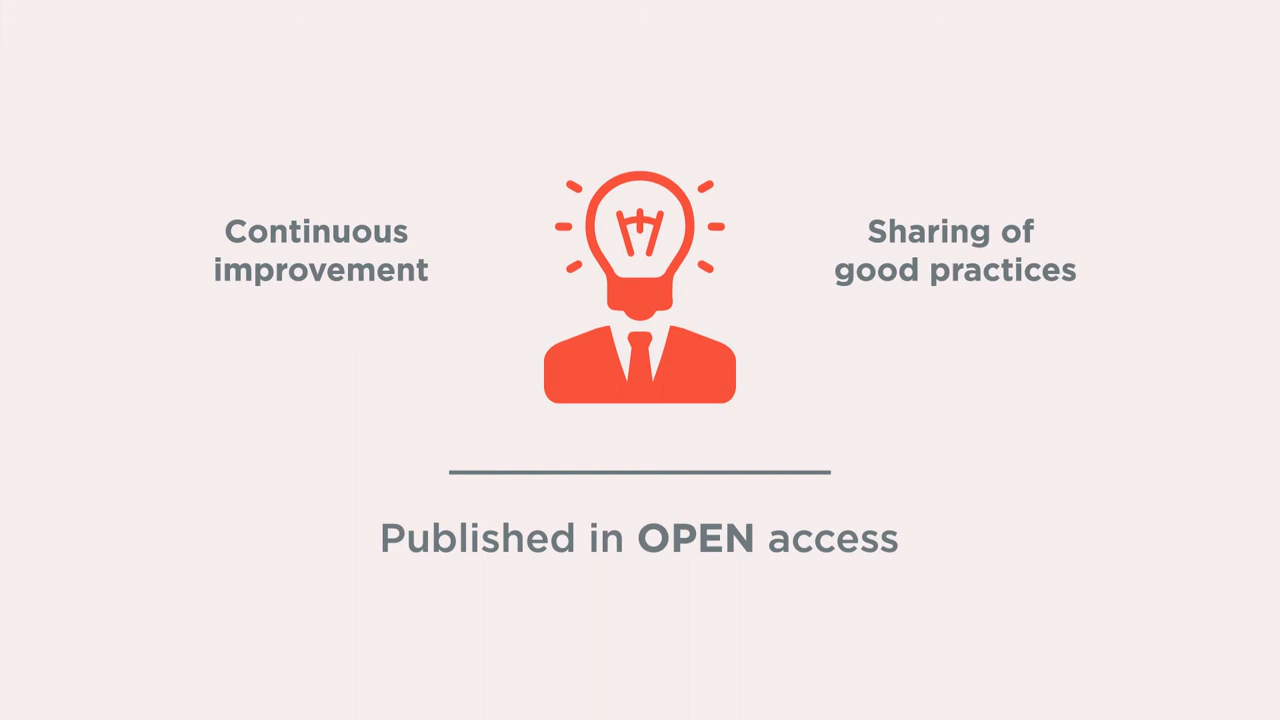 Continuous
improvement
Sharing of
good practices
Published in OPEN access